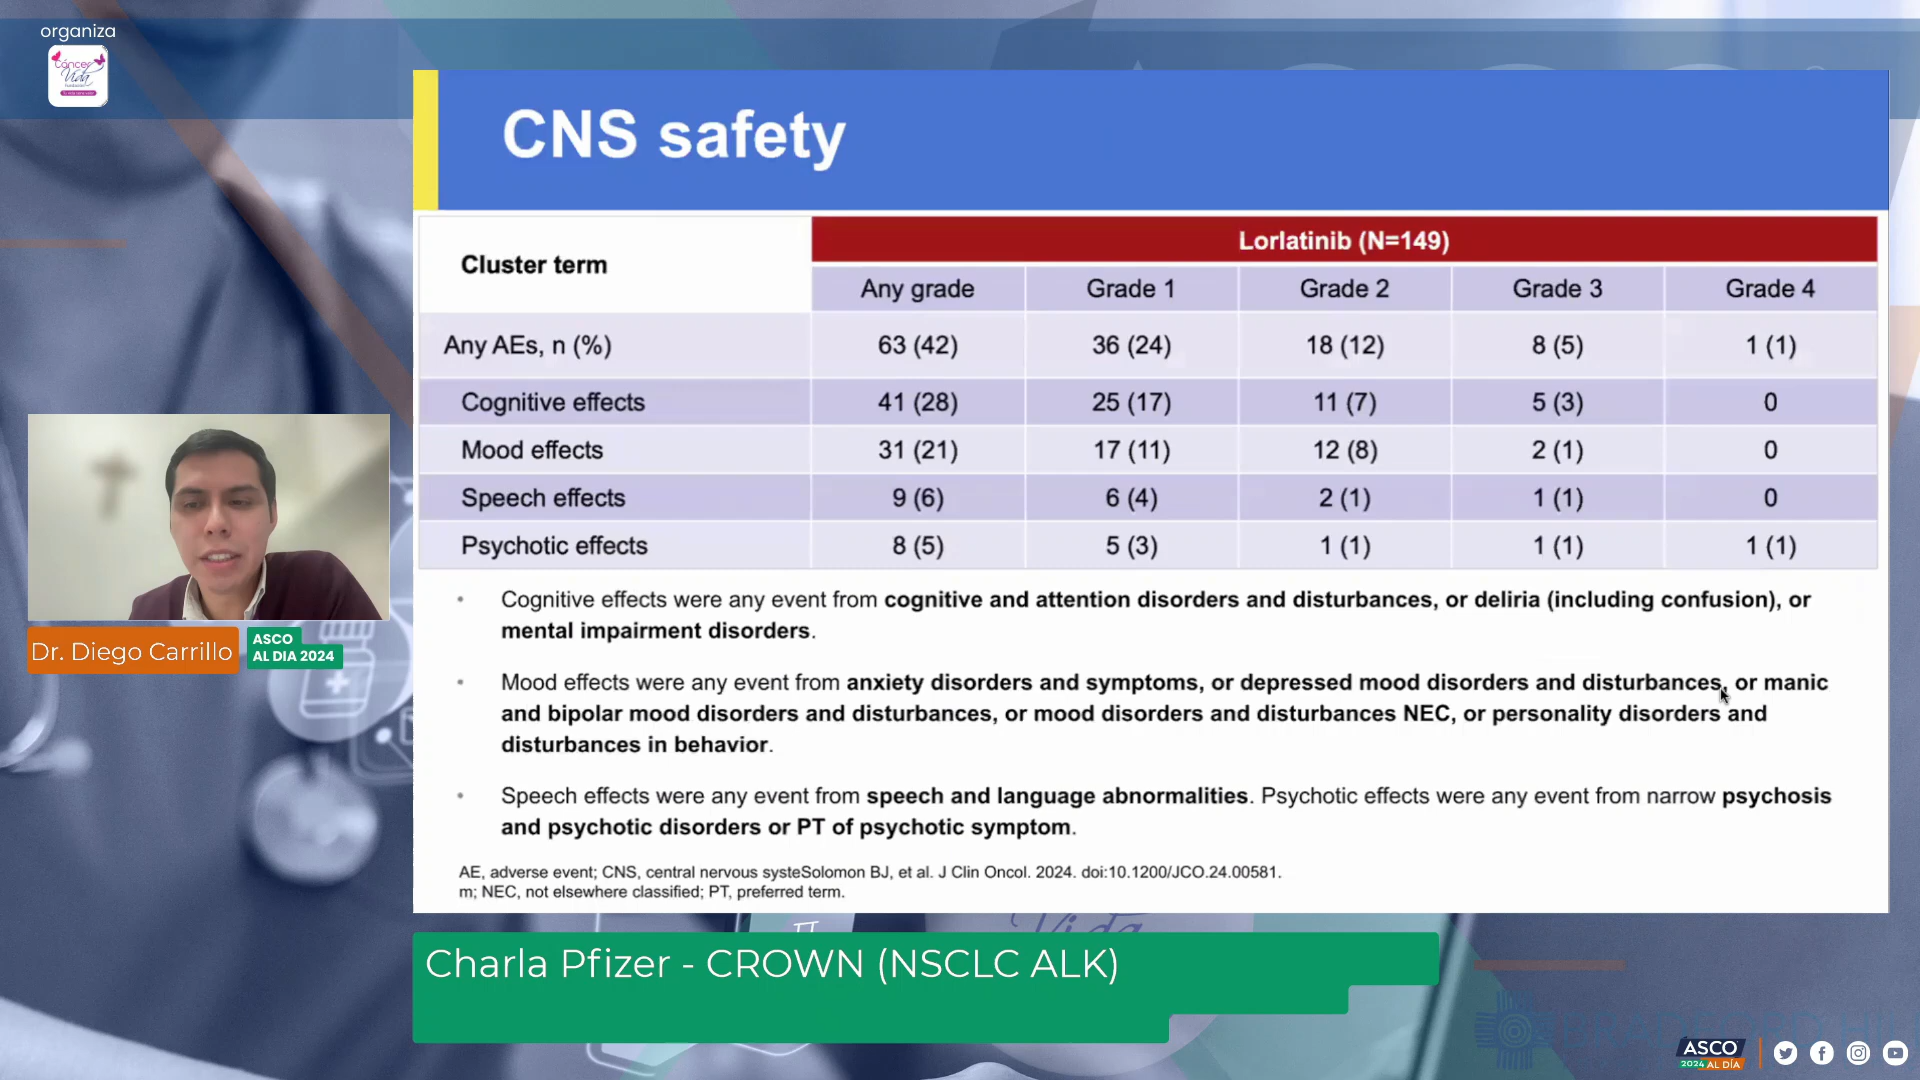 organiza
Cáncer
Vida
CNS safety
Cluster term
Lorlatinib (N=149)
Any grade Grade 1 Grade 2 Grade 3 Grade 4
Any AEs, n (%) 63 (42) 36 (24) 18 (12) 8 (5) 1 (1)
Cognitive effects 41 (28) 25 (17) 11 (7) 5 (3) 0
Mood effects 31 (21) 17 (11) 12 (8) 2 (1) 0
Speech effects 9 (6) 6 (4) 2 (1) 1 (1) 0
Psychotic effects 8 (5) 5 (3) 1 (1) 1 (1) 1 (1)
• Cognitive effects were any event from cognitive and attention disorders and disturbances, or deliria (including confusion), or
mental impairment disorders.
• Mood effects were any event from anxiety disorders and symptoms, or depressed mood disorders and disturbances, or manic
and bipolar mood disorders and disturbances, or mood disorders and disturbances NEC, or personality disorders and
disturbances in behavior.
• Speech effects were any event from speech and language abnormalities. Psychotic effects were any event from narrow psychosis
and psychotic disorders or PT of psychotic symptom.
AE, adverse event; CNS, central nervous systeSolomon BJ, et al. J Clin Oncol. 2024. doi:10.1200/JCO.24.00581.
m; NEC, not elsewhere classified; PT, preferred term.
Dr. Diego Carrillo
ASCO
AL DIA 2024
Vida
Charla Pfizer - CROWN (NSCLC ALK)
ASCO
2024 AL DÍA